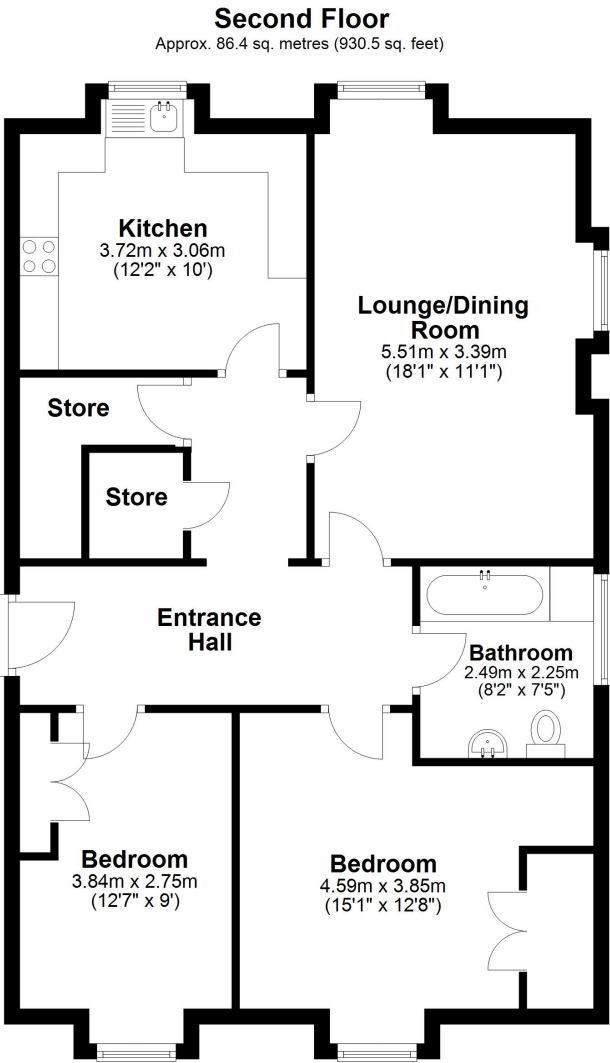 Second Floor
Approx. 86.4 sq. metres (930.5 sq. feet)
Kitchen
3.72m x 3.06m
(12'2" x 10')
Lounge/Dining
Room
5.51m x 3.39m
(18'1" x 11'1")
Store
Store
Entrance
Hall
Bathroom
2.49m x 2.25m
(8'2" x 7'5")
Bedroom
3.84m x 2.75m
(12'7" x 9')
Bedroom
4.59m x 3.85m
(15'1" x 12'8")